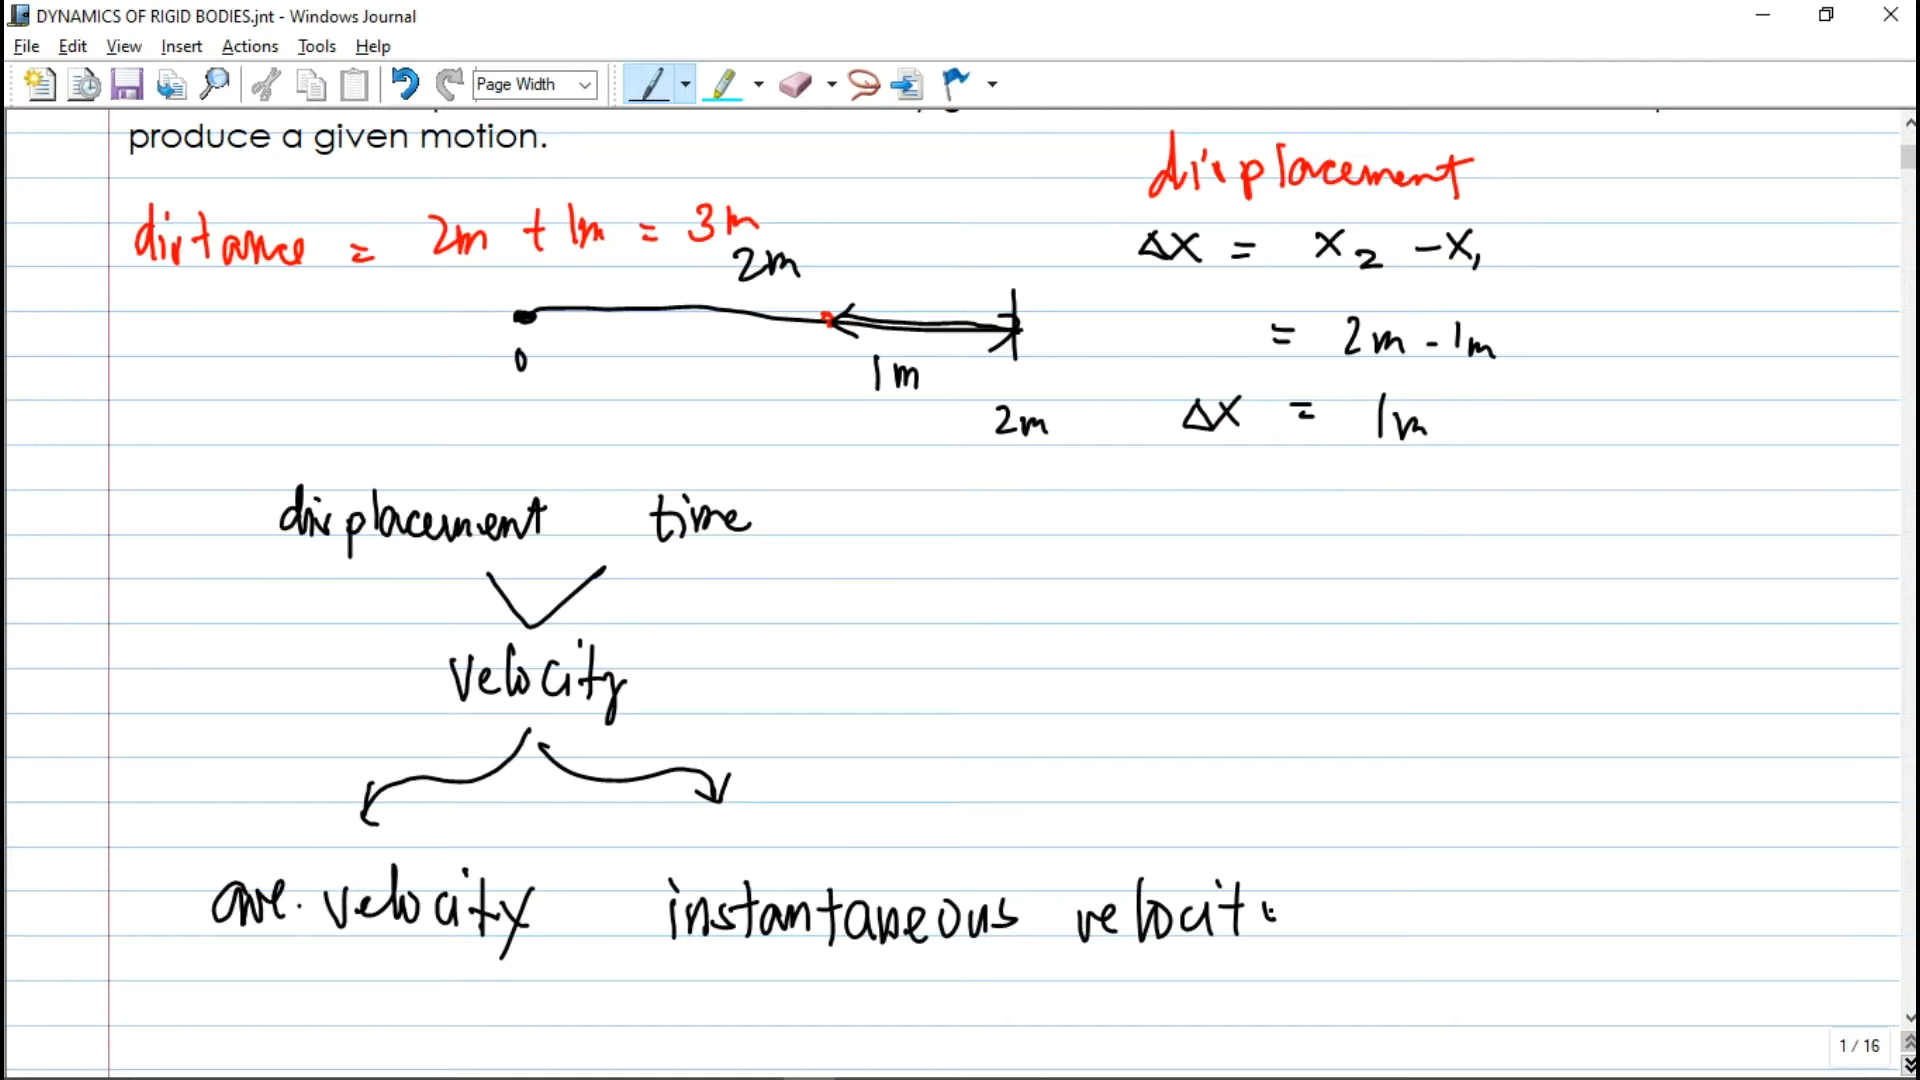 DYNAMICS OF RIGID BODIES.jnt - Windows Journal
File Edit View Insert Actions Tools Help
Page Width
produce a given motion.
distance = 2m + 1m = 3m
2m
0
1m
2m
displacement
Δx = x₂ - x₁
= 2m - 1m
Δx = 1m
displacement time
velocity
ave. velocity instantaneous velocit
1 / 16